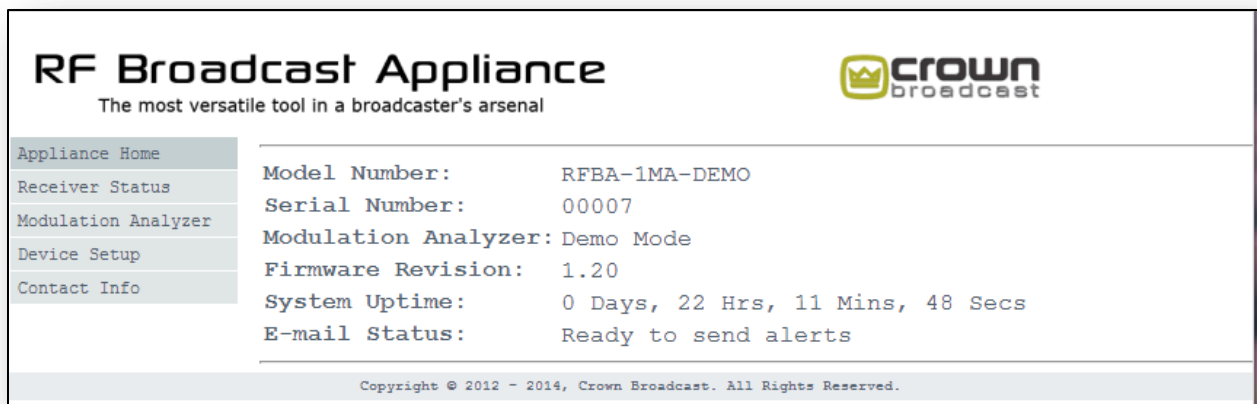 RF Broadcast Appliance
The most versatile tool in a broadcaster's arsenal
crown
broadcast
Appliance Home
Receiver Status
Modulation Analyzer
Device Setup
Contact Info
Model Number: RFBA-1MA-DEMO
Serial Number: 00007
Modulation Analyzer: Demo Mode
Firmware Revision: 1.20
System Uptime: 0 Days, 22 Hrs, 11 Mins, 48 Secs
E-mail Status: Ready to send alerts
Copyright © 2012 - 2014, Crown Broadcast. All Rights Reserved.